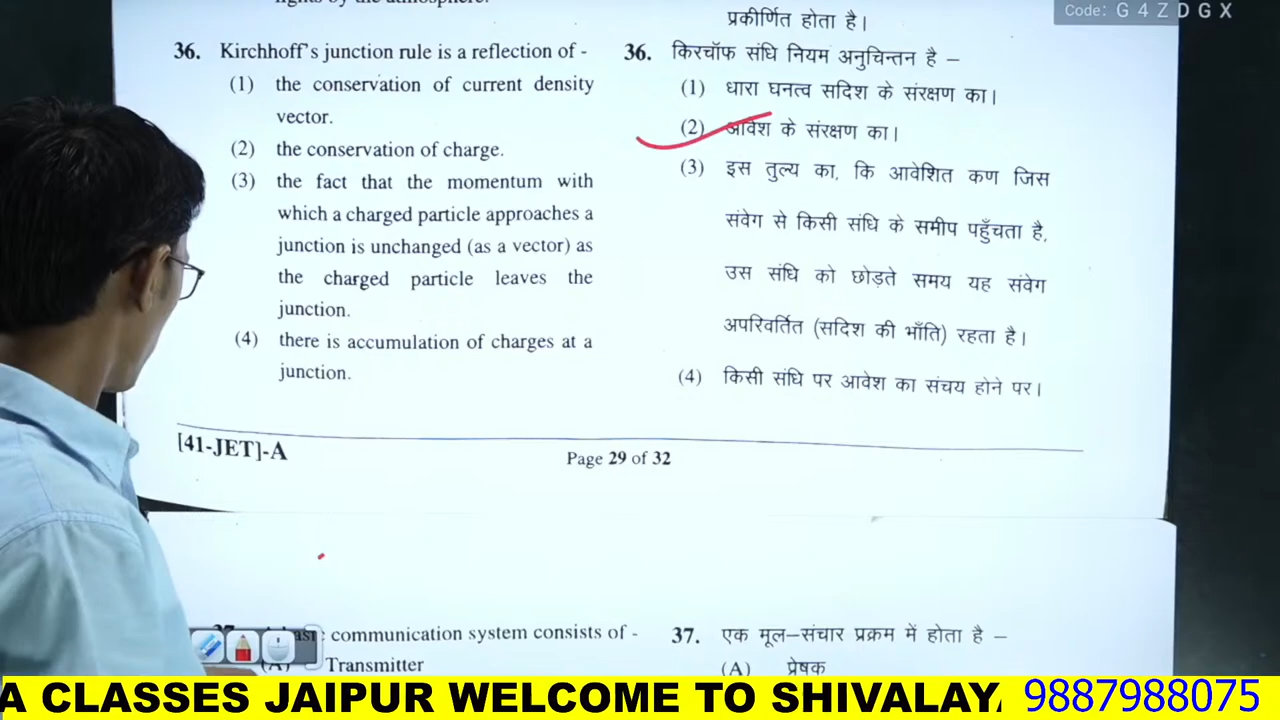 Code: G 4 Z D G X
प्रकीर्णित होता है।
36. Kirchhoff's junction rule is a reflection of -
(1) the conservation of current density
vector.
(2) the conservation of charge.
(3) the fact that the momentum with
which a charged particle approaches a
junction is unchanged (as a vector) as
the charged particle leaves the
junction.
(4) there is accumulation of charges at a
junction.
36. किरचॉफ संधि नियम अनुचिन्तन है –
(1) धारा घनत्व सदिश के संरक्षण का।
(2) आवेश के संरक्षण का।
(3) इस तुल्य का, कि आवेशित कण जिस
संवेग से किसी संधि के समीप पहुँचता है,
उस संधि को छोड़ते समय यह संवेग
अपरिवर्तित (सदिश की भाँति) रहता है।
(4) किसी संधि पर आवेश का संचय होने पर।
[41-JET]-A
Page 29 of 32
communication system consists of -
Transmitter
37. एक मूल–संचार प्रक्रम में होता है –
(A) प्रेषक
A CLASSES JAIPUR WELCOME TO SHIVALAYA 9887988075